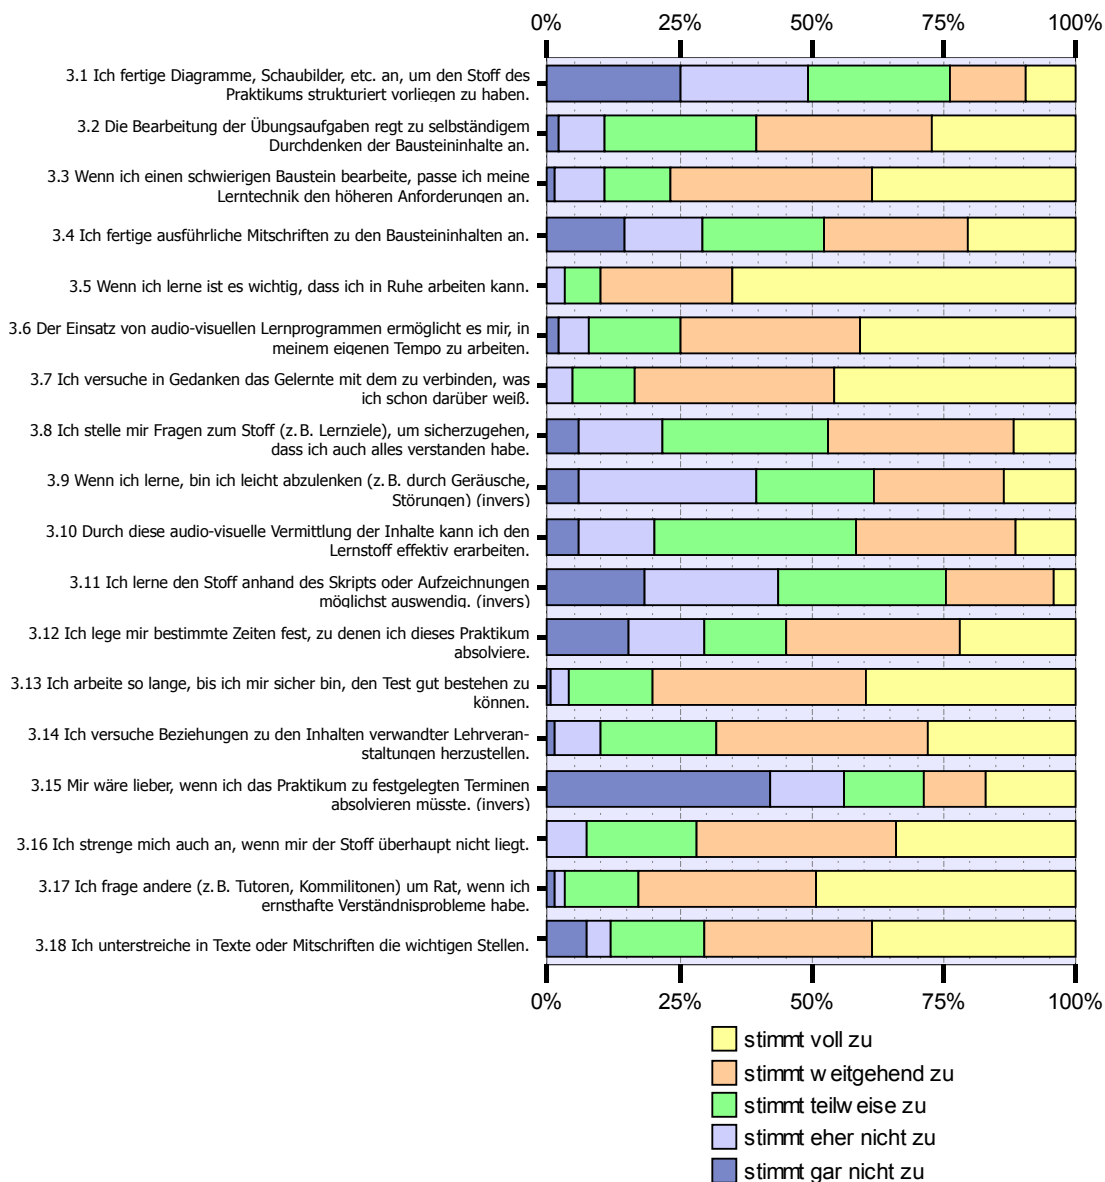 0% 25% 50% 75% 100%
3.1 Ich fertige Diagramme, Schaubilder, etc. an, um den Stoff des
Praktikums strukturiert vorliegen zu haben.
3.2 Die Bearbeitung der Übungsaufgaben regt zu selbständigem
Durchdenken der Bausteininhalte an.
3.3 Wenn ich einen schwierigen Baustein bearbeite, passe ich meine
Lerntechnik den höheren Anforderungen an.
3.4 Ich fertige ausführliche Mitschriften zu den Bausteininhalten an.
3.5 Wenn ich lerne ist es wichtig, dass ich in Ruhe arbeiten kann.
3.6 Der Einsatz von audio-visuellen Lernprogrammen ermöglicht es mir, in
meinem eigenen Tempo zu arbeiten.
3.7 Ich versuche in Gedanken das Gelernte mit dem zu verbinden, was
ich schon darüber weiß.
3.8 Ich stelle mir Fragen zum Stoff (z.B. Lernziele), um sicherzugehen,
dass ich auch alles verstanden habe.
3.9 Wenn ich lerne, bin ich leicht abzulenken (z.B. durch Geräusche,
Störungen) (invers)
3.10 Durch diese audio-visuelle Vermittlung der Inhalte kann ich den
Lernstoff effektiv erarbeiten.
3.11 Ich lerne den Stoff anhand des Skripts oder Aufzeichnungen
möglichst auswendig. (invers)
3.12 Ich lege mir bestimmte Zeiten fest, zu denen ich dieses Praktikum
absolviere.
3.13 Ich arbeite so lange, bis ich mir sicher bin, den Test gut bestehen zu
können.
3.14 Ich versuche Beziehungen zu den Inhalten verwandter Lehrveran-
staltungen herzustellen.
3.15 Mir wäre lieber, wenn ich das Praktikum zu festgelegten Terminen
absolvieren müsste. (invers)
3.16 Ich strenge mich auch an, wenn mir der Stoff überhaupt nicht liegt.
3.17 Ich frage andere (z.B. Tutoren, Kommilitonen) um Rat, wenn ich
ernsthafte Verständnisprobleme habe.
3.18 Ich unterstreiche in Texte oder Mitschriften die wichtigen Stellen.
0% 25% 50% 75% 100%
stimmt voll zu
stimmt weitgehend zu
stimmt teilweise zu
stimmt eher nicht zu
stimmt gar nicht zu